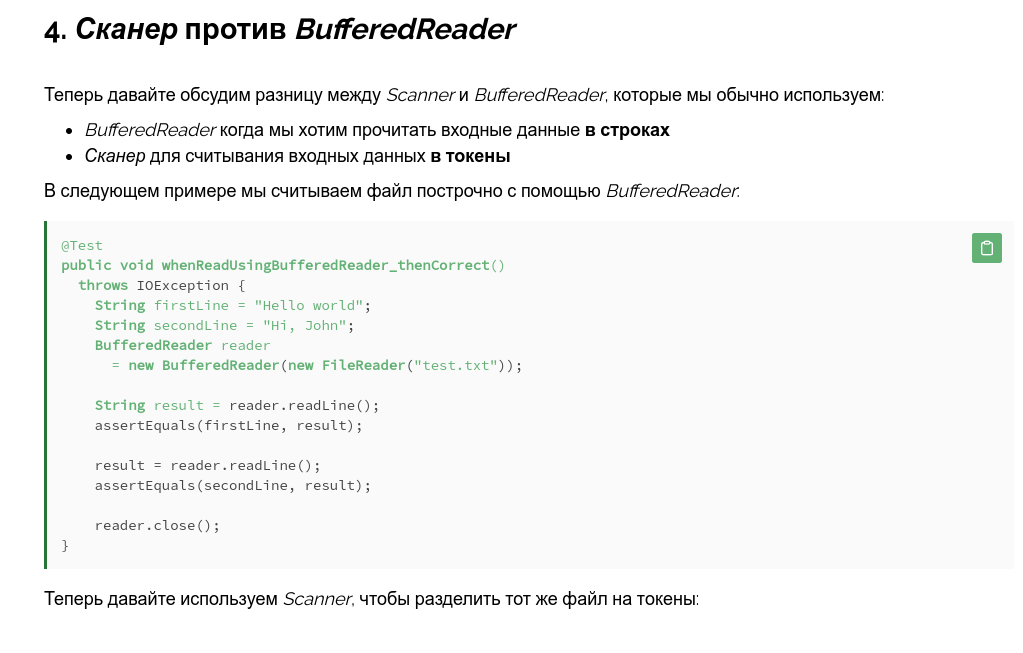 4. Сканер против BufferedReader
Теперь давайте обсудим разницу между Scanner и BufferedReader, которые мы обычно используем:
• BufferedReader когда мы хотим прочитать входные данные в строках
• Сканер для считывания входных данных в токены
В следующем примере мы считываем файл построчно с помощью BufferedReader:
@Test
public void whenReadUsingBufferedReader_thenCorrect()
  throws IOException {
    String firstLine = "Hello world";
    String secondLine = "Hi, John";
    BufferedReader reader
      = new BufferedReader(new FileReader("test.txt"));

    String result = reader.readLine();
    assertEquals(firstLine, result);

    result = reader.readLine();
    assertEquals(secondLine, result);

    reader.close();
}
Теперь давайте используем Scanner, чтобы разделить тот же файл на токены: